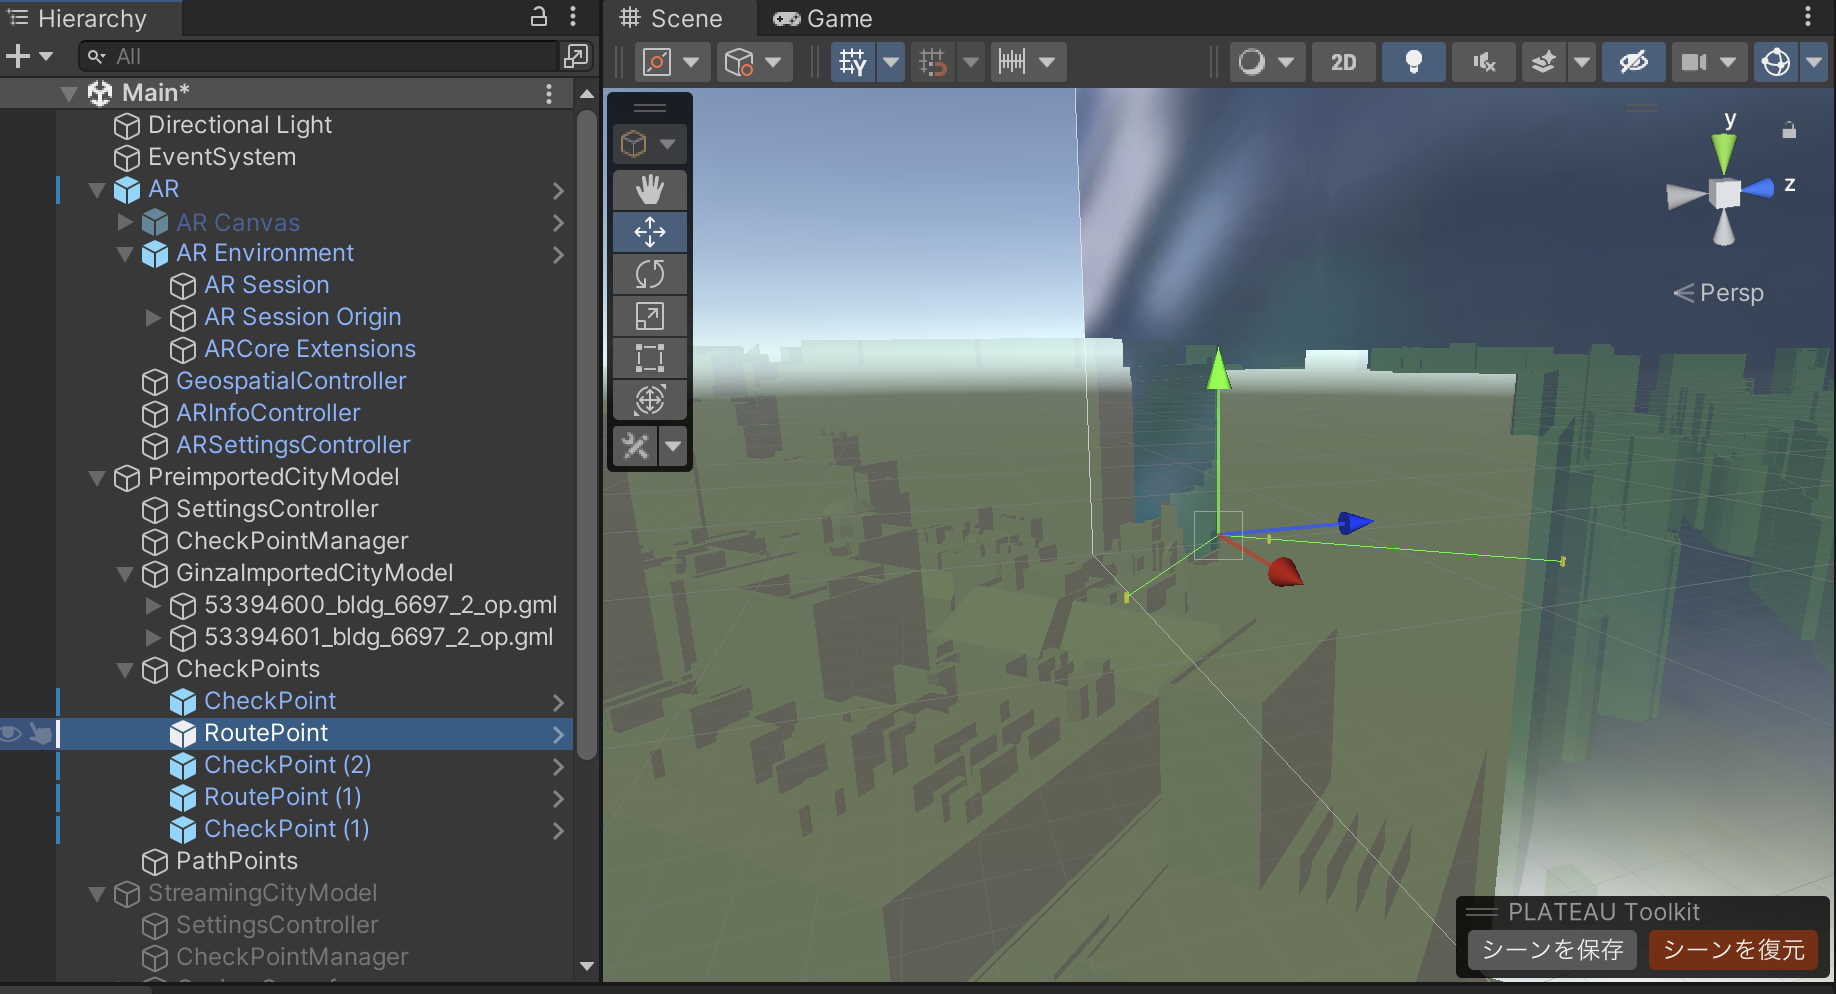 Hierarchy
All
Main*
Directional Light
EventSystem
AR
AR Canvas
AR Environment
AR Session
AR Session Origin
ARCore Extensions
GeospatialController
ARInfoController
ARSettingsController
PreimportedCityModel
SettingsController
CheckPointManager
GinzaImportedCityModel
53394600_bldg_6697_2_op.gml
53394601_bldg_6697_2_op.gml
CheckPoints
CheckPoint
RoutePoint
CheckPoint (2)
RoutePoint (1)
CheckPoint (1)
PathPoints
StreamingCityModel
SettingsController
CheckPointManager
Scene
Game
Y
2D
y
z
Persp
PLATEAU Toolkit
シーンを保存
シーンを復元